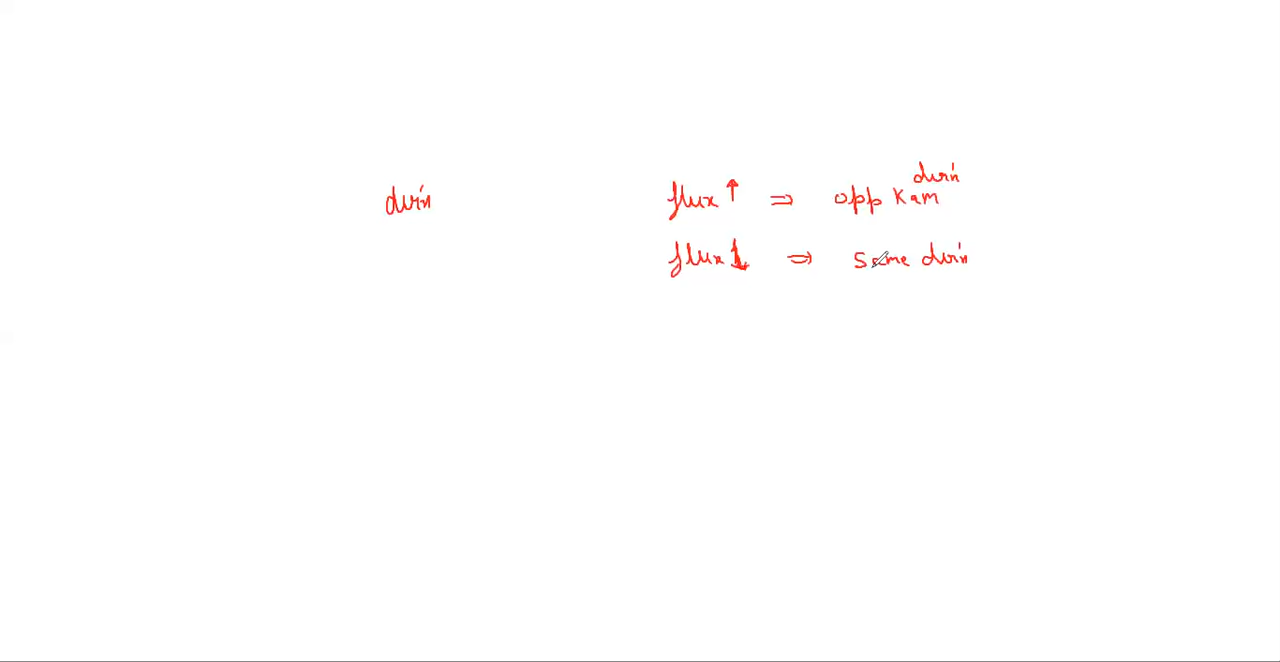 dirn
flux ↑ ⇒ opp kam dirn
flux ↓ ⇒ same dirn